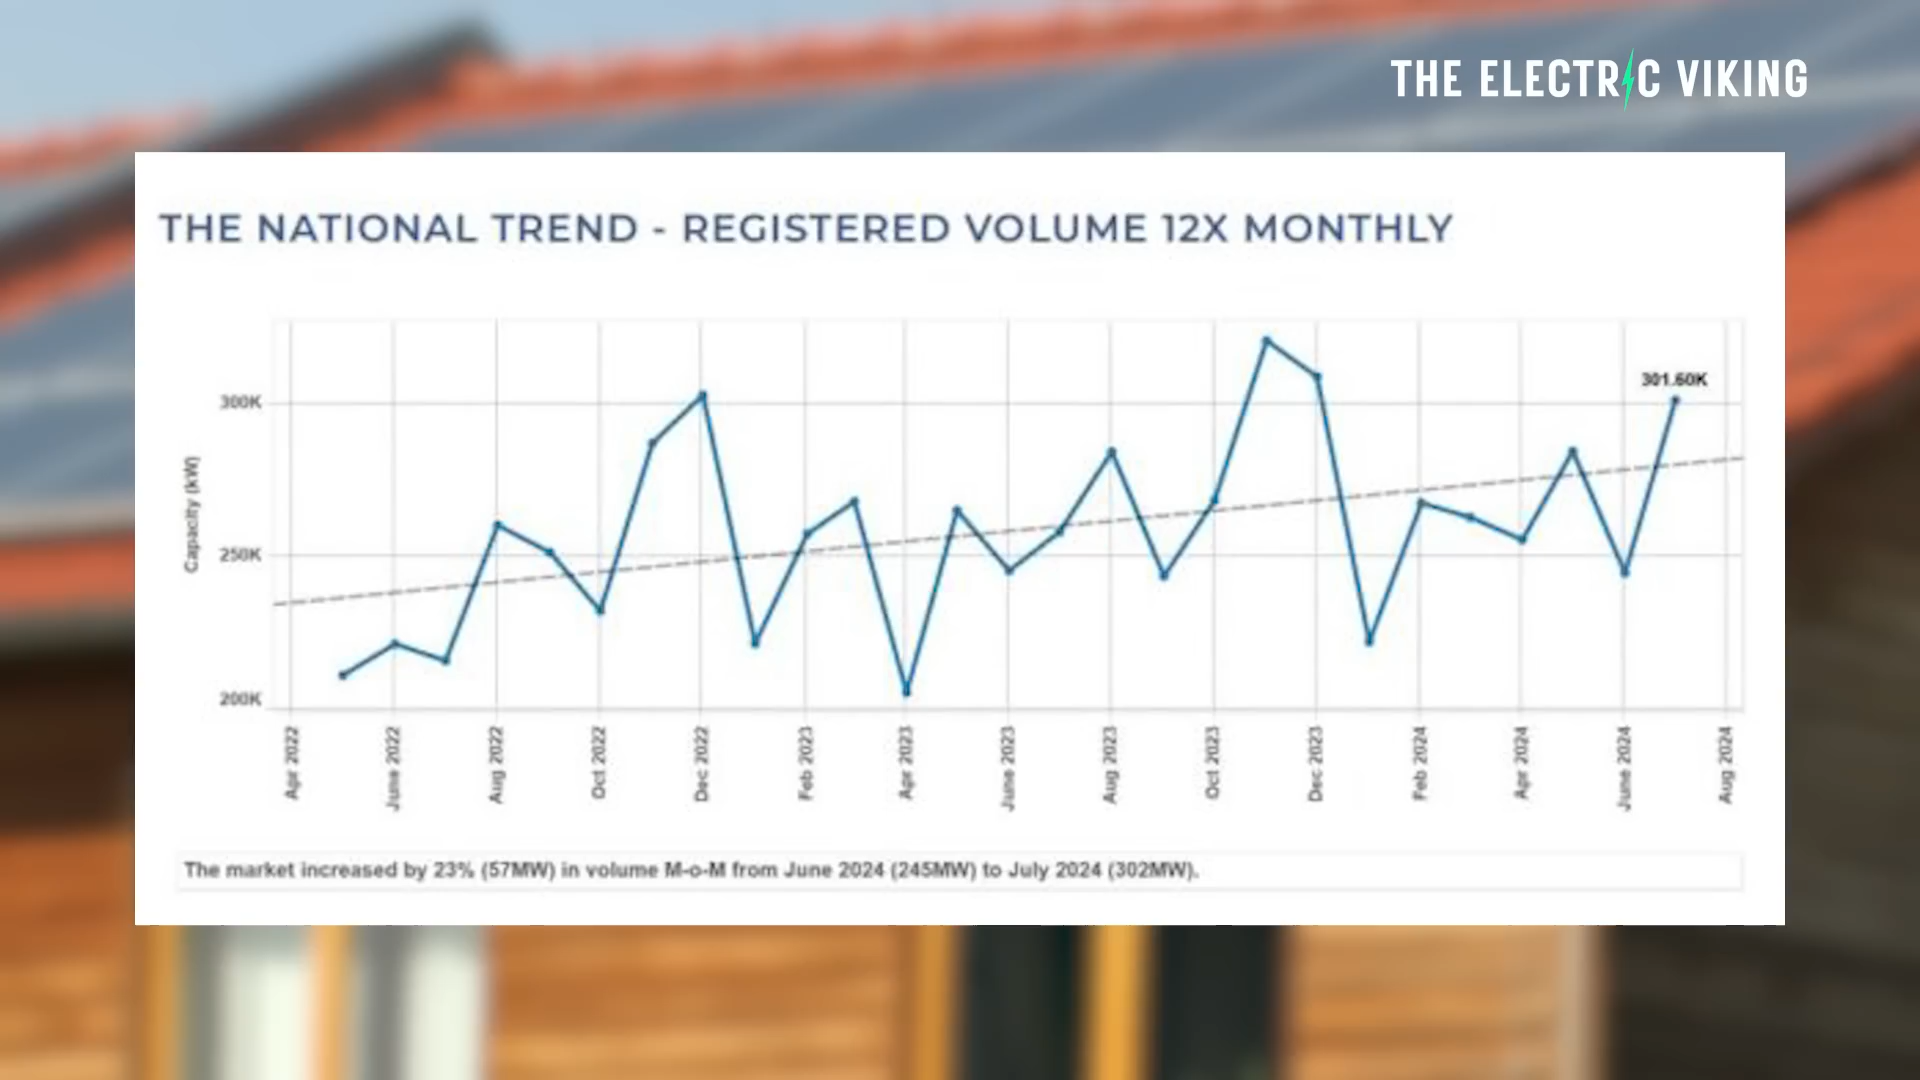 THE ELECTRIC VIKING
THE NATIONAL TREND - REGISTERED VOLUME 12X MONTHLY
301.60K
300K
250K
200K
Capacity (kW)
Apr 2022
June 2022
Aug 2022
Oct 2022
Dec 2022
Feb 2023
Apr 2023
June 2023
Aug 2023
Oct 2023
Dec 2023
Feb 2024
Apr 2024
June 2024
Aug 2024
The market increased by 23% (57MW) in volume M-o-M from June 2024 (245MW) to July 2024 (302MW).